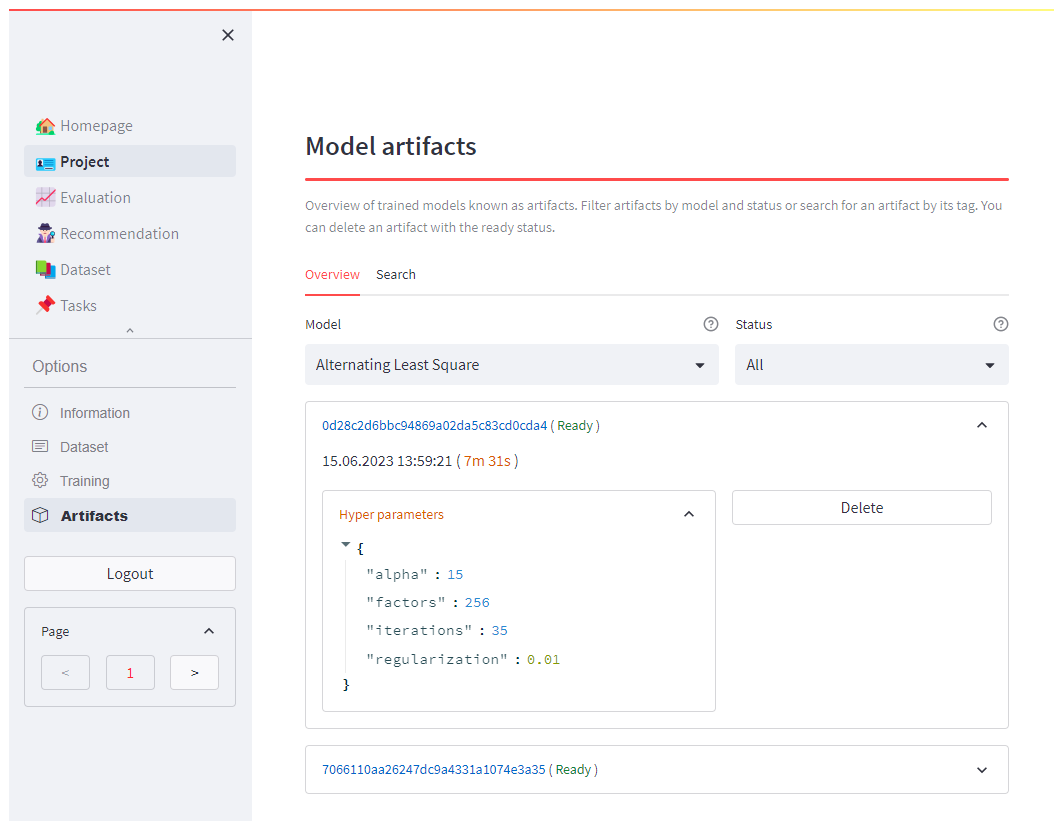 Homepage
Project
Evaluation
Recommendation
Dataset
Tasks
Options
Information
Dataset
Training
Artifacts
Logout
Page
< 1 >
Model artifacts
Overview of trained models known as artifacts. Filter artifacts by model and status or search for an artifact by its tag. You
can delete an artifact with the ready status.
Overview Search
Model Status
Alternating Least Square All
0d28c2d6bbc94869a02da5c83cd0cda4 ( Ready )
15.06.2023 13:59:21 ( 7m 31s )
Hyper parameters Delete
{
"alpha" : 15
"factors" : 256
"iterations" : 35
"regularization" : 0.01
}
7066110aa26247dc9a4331a1074e3a35 ( Ready )